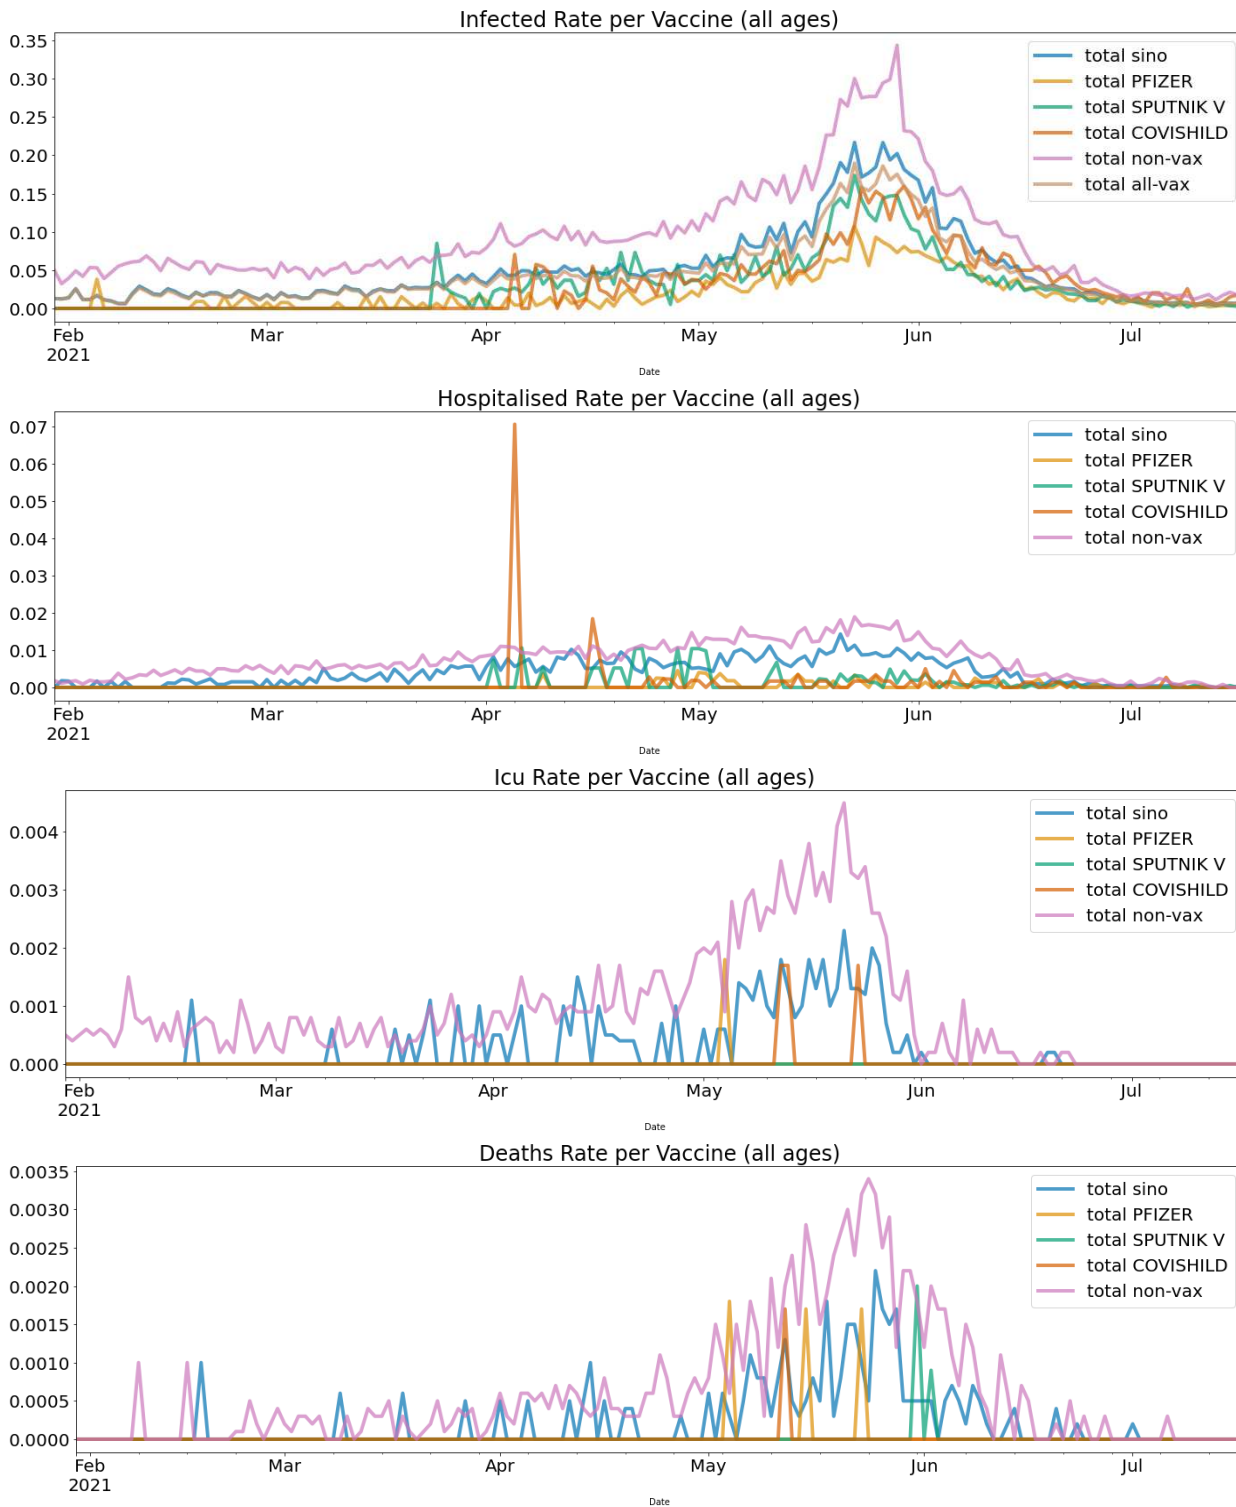 Infected Rate per Vaccine (all ages)
0.35
0.30
0.25
0.20
0.15
0.10
0.05
0.00
total sino
total PFIZER
total SPUTNIK V
total COVISHILD
total non-vax
total all-vax
Feb Mar Apr May Jun Jul
2021
Date
Hospitalised Rate per Vaccine (all ages)
0.07
0.06
0.05
0.04
0.03
0.02
0.01
0.00
total sino
total PFIZER
total SPUTNIK V
total COVISHILD
total non-vax
Feb Mar Apr May Jun Jul
2021
Date
Icu Rate per Vaccine (all ages)
0.004
0.003
0.002
0.001
0.000
total sino
total PFIZER
total SPUTNIK V
total COVISHILD
total non-vax
Feb Mar Apr May Jun Jul
2021
Date
Deaths Rate per Vaccine (all ages)
0.0035
0.0030
0.0025
0.0020
0.0015
0.0010
0.0005
0.0000
total sino
total PFIZER
total SPUTNIK V
total COVISHILD
total non-vax
Feb Mar Apr May Jun Jul
2021
Date